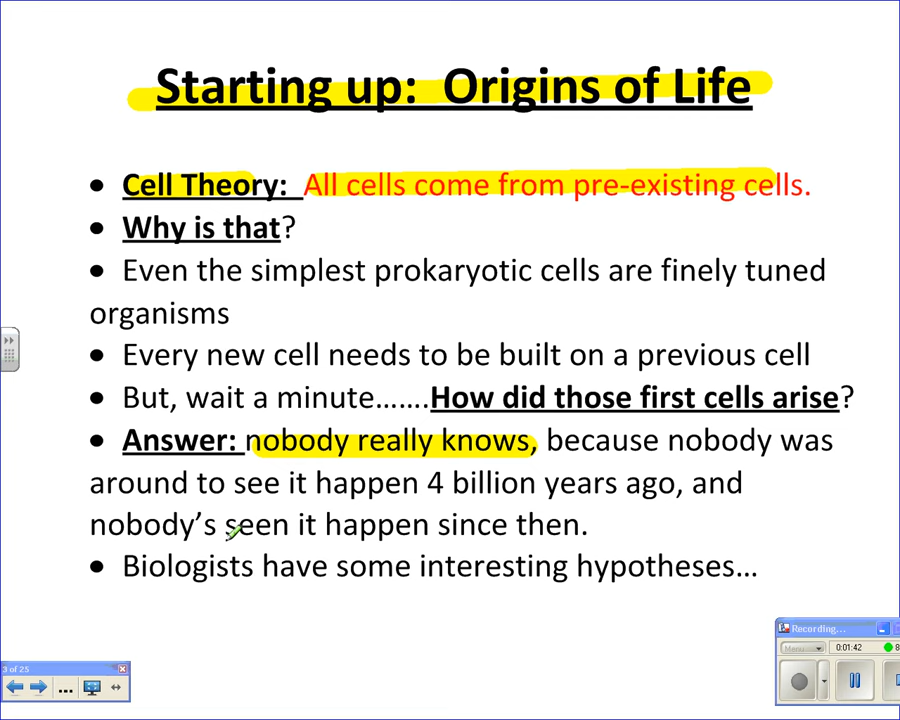 Starting up:  Origins of Life
• Cell Theory:  All cells come from pre-existing cells.
• Why is that?
• Even the simplest prokaryotic cells are finely tuned
organisms
• Every new cell needs to be built on a previous cell
• But, wait a minute…….How did those first cells arise?
• Answer: nobody really knows, because nobody was
around to see it happen 4 billion years ago, and
nobody’s seen it happen since then.
• Biologists have some interesting hypotheses…
Recording...
Menu 0:01:42 8
3 of 25
...